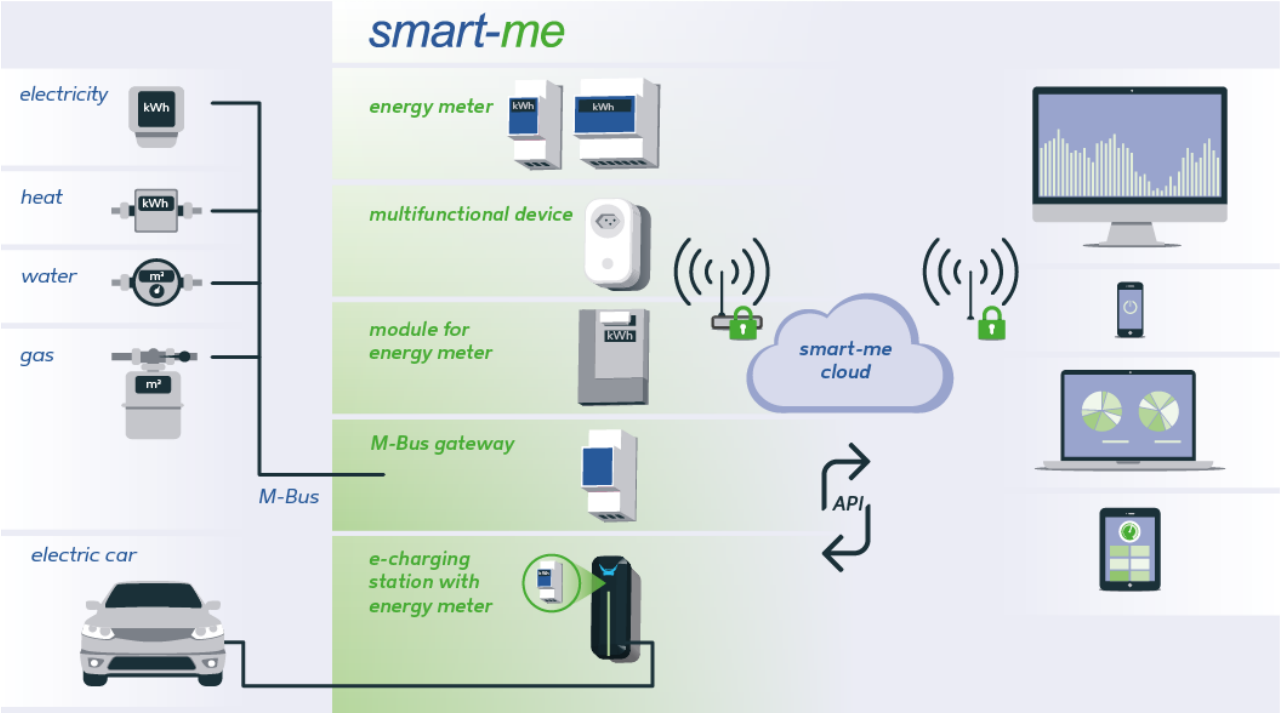 smart-me
electricity
kWh
heat
kWh
water
m³
gas
m³
M-Bus
electric car
energy meter
kWh
kWh
multifunctional device
module for
energy meter
kWh
M-Bus gateway
e-charging
station with
energy meter
kWh
smart-me
cloud
API